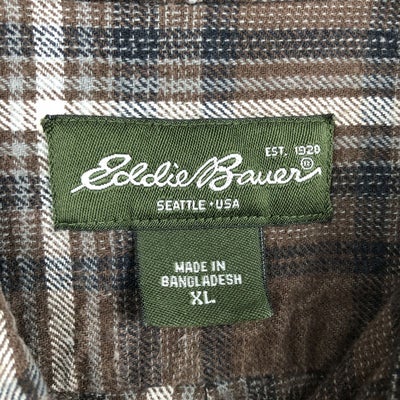 EST. 1920
Eddie Bauer®
SEATTLE • USA
MADE IN
BANGLADESH
XL